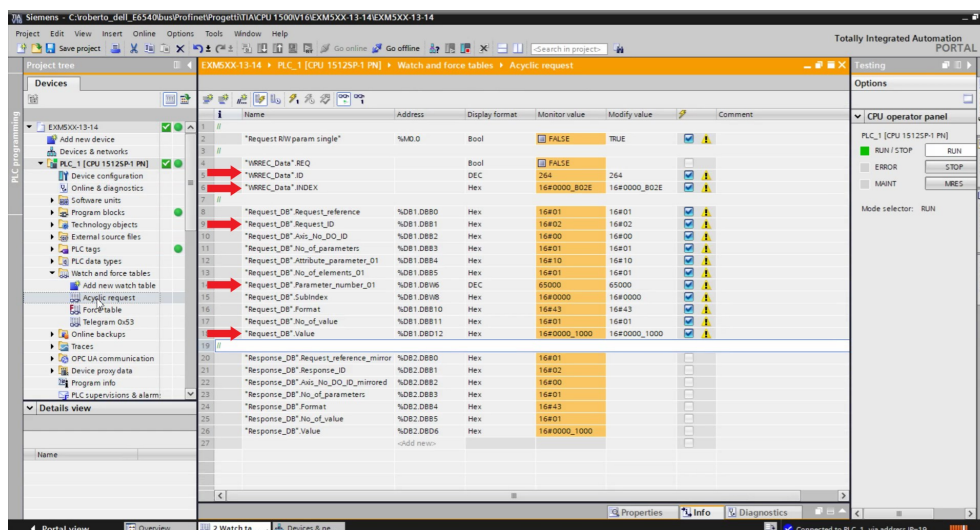 Siemens - C:\roberto_dell_E6540\bus\Profinet\Progetti\TIA\CPU 1500\V16\EXM5XX-13-14\EXM5XX-13-14
Project Edit View Insert Online Options Tools Window Help
Totally Integrated Automation
PORTAL
Save project Go online Go offline <Search in project>
Project tree
EXM5XX-13-14 PLC_1 [CPU 1512SP-1 PN] Watch and force tables Acyclic request
Testing
Devices
Options
PLC programming
i Name Address Display format Monitor value Modify value Comment
CPU operator panel
PLC_1 [CPU 1512SP-1 PN]
RUN / STOP RUN
ERROR STOP
MAINT MRES
Mode selector: RUN
EXM5XX-13-14
Add new device
Devices & networks
PLC_1 [CPU 1512SP-1 PN]
Device configuration
Online & diagnostics
Software units
Program blocks
Technology objects
External source files
PLC tags
PLC data types
Watch and force tables
Add new watch table
Acyclic request
Force table
Telegram 0x53
Online backups
Traces
OPC UA communication
Device proxy data
Program info
PLC supervisions & alarm:
Details view
Name
1 //
2 "Request R/W param single" %M0.0 Bool FALSE TRUE
3 //
4 "WRREC_Data".REQ Bool FALSE
5 "WRREC_Data".ID DEC 264 264
6 "WRREC_Data".INDEX Hex 16#0000_B02E 16#0000_B02E
7 //
8 "Request_DB".Request_reference %DB1.DBB0 Hex 16#01 16#01
9 "Request_DB".Request_ID %DB1.DBB1 Hex 16#02 16#02
10 "Request_DB".Axis_No_DO_ID %DB1.DBB2 Hex 16#00 16#00
11 "Request_DB".No_of_parameters %DB1.DBB3 Hex 16#01 16#01
12 "Request_DB".Attribute_parameter_01 %DB1.DBB4 Hex 16#10 16#10
13 "Request_DB".No_of_elements_01 %DB1.DBB5 Hex 16#01 16#01
"Request_DB".Parameter_number_01 %DB1.DBW6 DEC 65000 65000
15 "Request_DB".SubIndex %DB1.DBW8 Hex 16#0000 16#0000
16 "Request_DB".Format %DB1.DBB10 Hex 16#43 16#43
17 "Request_DB".No_of_value %DB1.DBB11 Hex 16#01 16#01
"Request_DB".Value %DB1.DBD12 Hex 16#0000_1000 16#0000_1000
19 //
20 "Response_DB".Request_reference_mirror %DB2.DBB0 Hex 16#01
21 "Response_DB".Response_ID %DB2.DBB1 Hex 16#02
22 "Response_DB".Axis_No_DO_ID_mirrored %DB2.DBB2 Hex 16#00
23 "Response_DB".No_of_parameters %DB2.DBB3 Hex 16#01
24 "Response_DB".Format %DB2.DBB4 Hex 16#43
25 "Response_DB".No_of_value %DB2.DBB5 Hex 16#01
26 "Response_DB".Value %DB2.DBD6 Hex 16#0000_1000
27 <Add new>
Properties Info Diagnostics
Portal view Overview 2 Watch ta... Devices & ne... Connected to PLC_1, via address IP=19